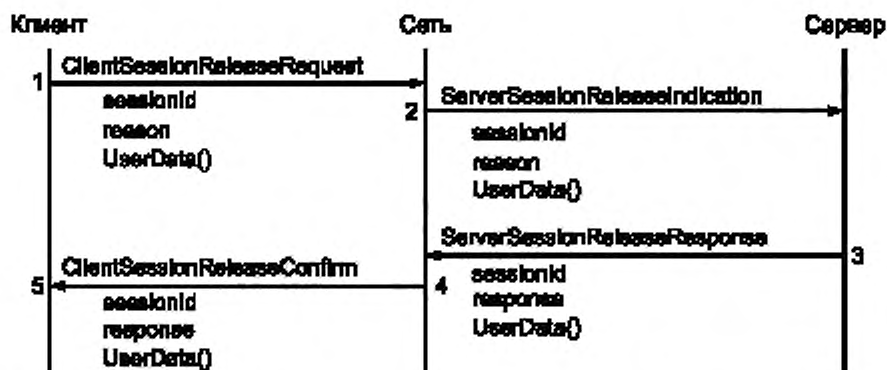 Клиент Сеть Сервер
ClientSessionReleaseRequest
1
sessionId
reason
UserData()
ServerSessionReleaseIndication
2
sessionId
reason
UserData()
ServerSessionReleaseResponse
3
sessionId
response
UserData()
ClientSessionReleaseConfirm
5 4
sessionId
response
UserData()